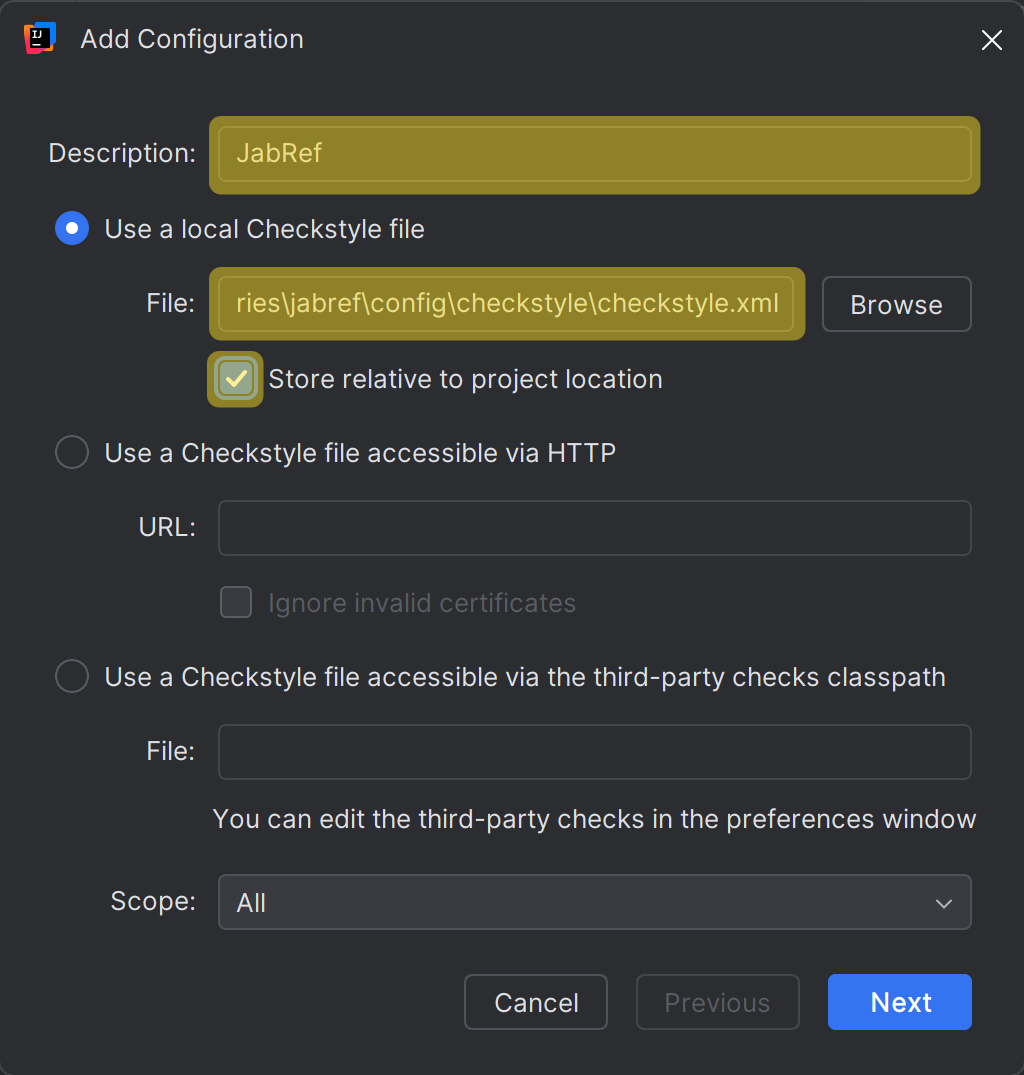 IJ
Add Configuration
Description: JabRef
Use a local Checkstyle file
File: ries\jabref\config\checkstyle\checkstyle.xml Browse
Store relative to project location
Use a Checkstyle file accessible via HTTP
URL:
Ignore invalid certificates
Use a Checkstyle file accessible via the third-party checks classpath
File:
You can edit the third-party checks in the preferences window
Scope: All
Cancel Previous Next